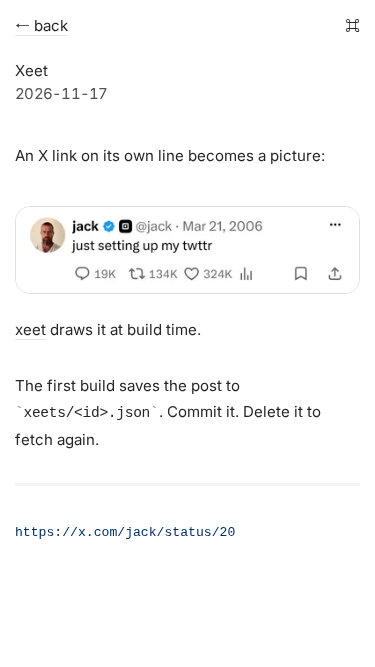 ← back
⌘
Xeet
2026-11-17
An X link on its own line becomes a picture:
jack @jack · Mar 21, 2006 ···
just setting up my twttr
19K 134K 324K
xeet draws it at build time.
The first build saves the post to
`xeets/<id>.json`. Commit it. Delete it to
fetch again.
https://x.com/jack/status/20